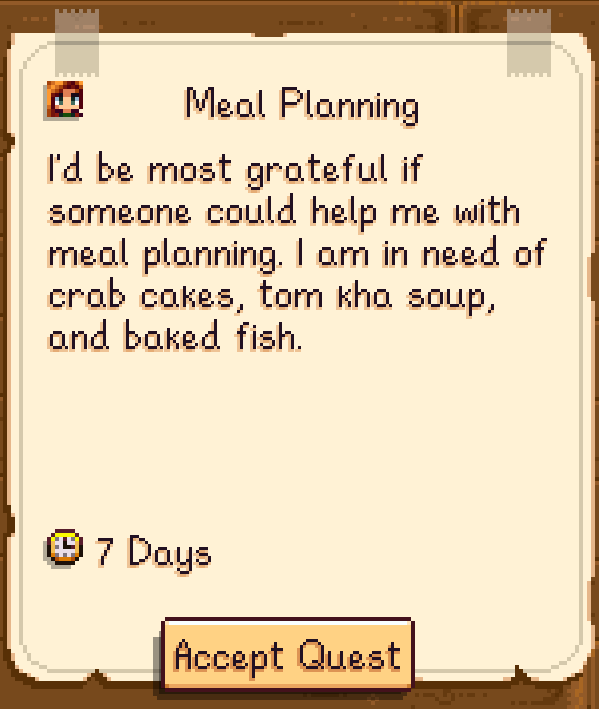 Meal Planning
I'd be most grateful if
someone could help me with
meal planning. I am in need of
crab cakes, tom kha soup,
and baked fish.
7 Days
Accept Quest